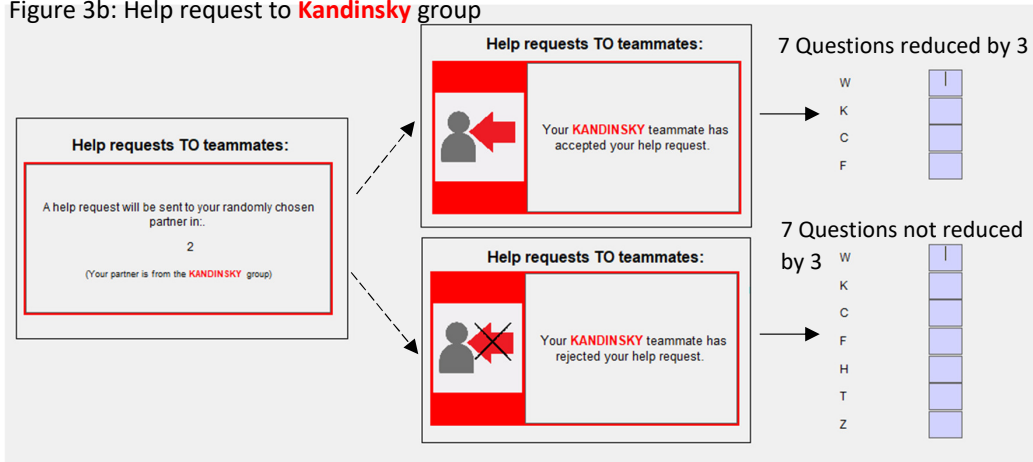 Figure 3b: Help request to Kandinsky group
Help requests TO teammates:
A help request will be sent to your randomly chosen
partner in:.
2
(Your partner is from the KANDINSKY group)
Help requests TO teammates:
Your KANDINSKY teammate has
accepted your help request.
7 Questions reduced by 3
W
K
C
F
Help requests TO teammates:
Your KANDINSKY teammate has
rejected your help request.
7 Questions not reduced
by 3
W
K
C
F
H
T
Z